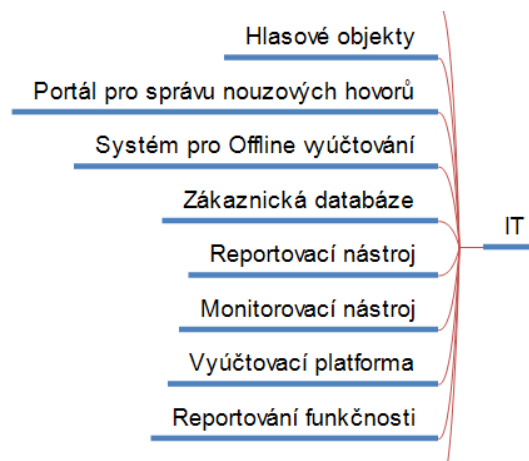 Hlasové objekty
Portál pro správu nouzových hovorů
Systém pro Offline vyúčtování
Zákaznická databáze
IT
Reportovací nástroj
Monitorovací nástroj
Vyúčtovací platforma
Reportování funkčnosti